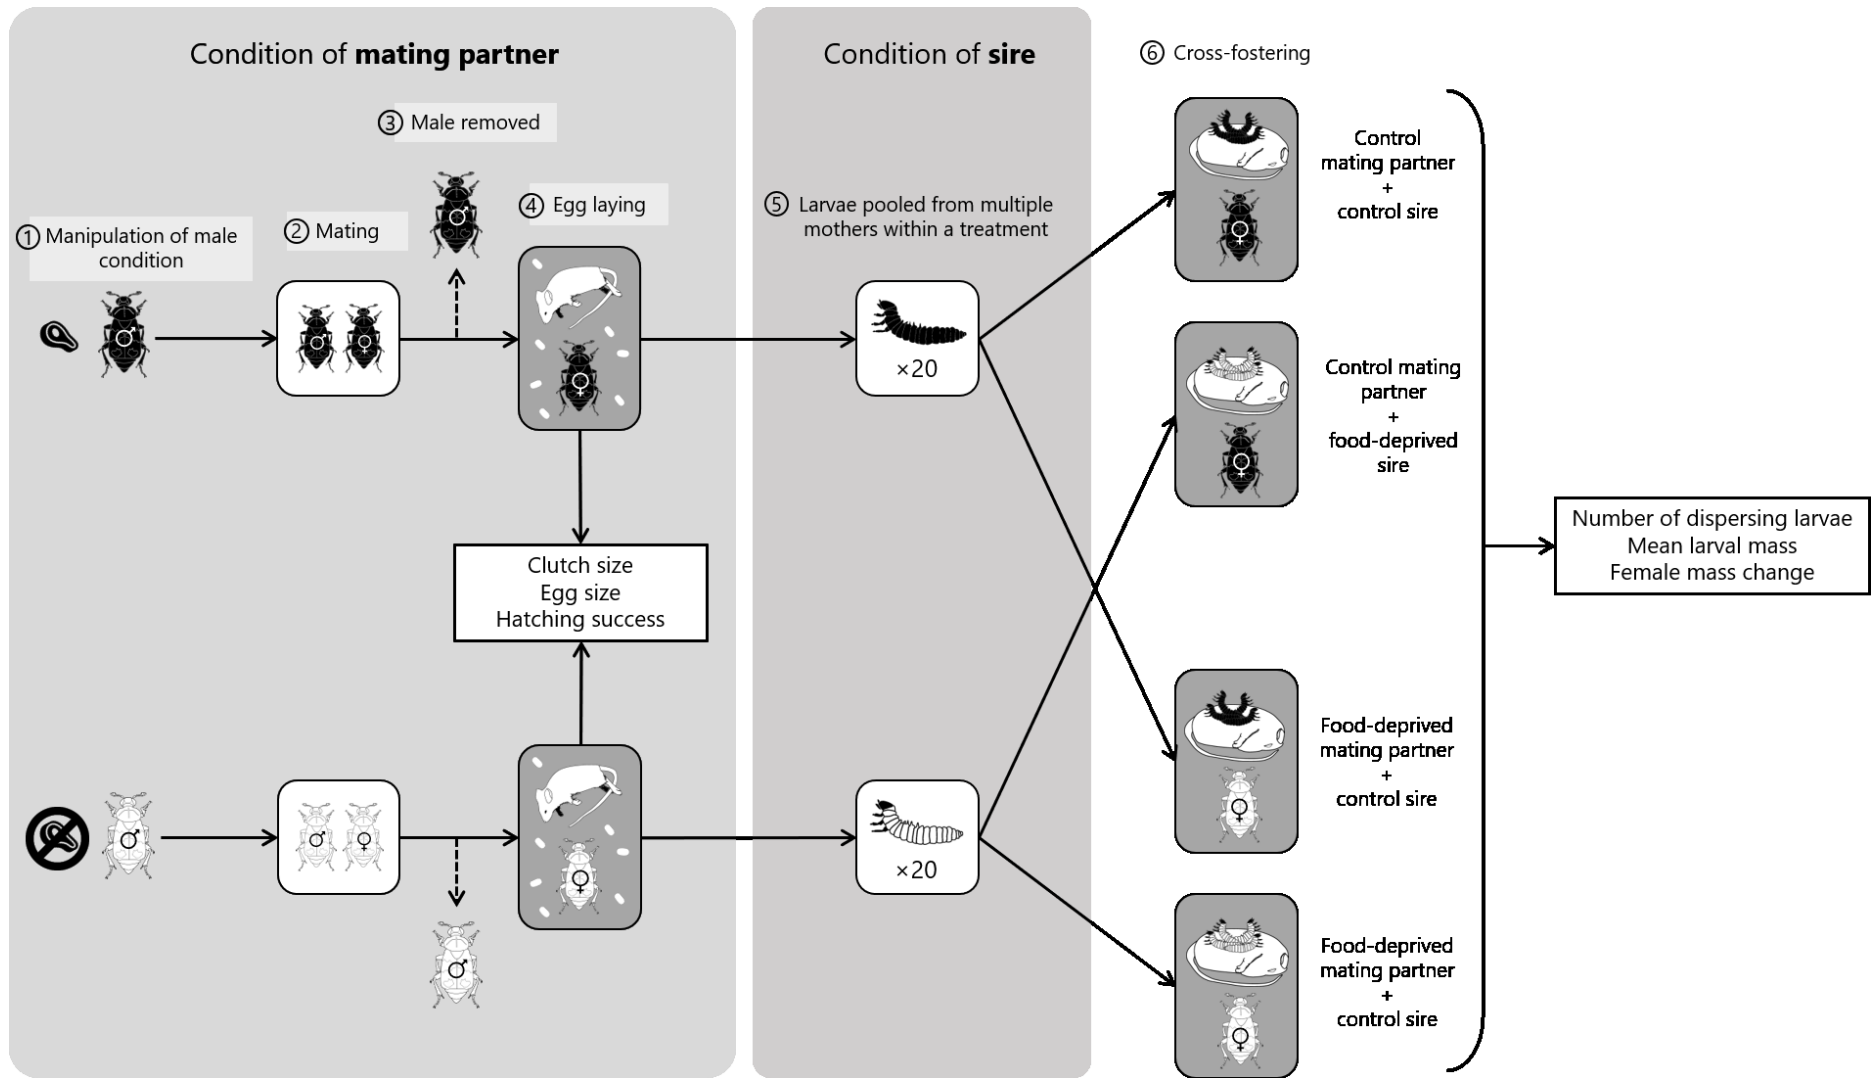 Condition of mating partner
Condition of sire
⑥ Cross-fostering
③ Male removed
④ Egg laying
② Mating
① Manipulation of male
condition
⑤ Larvae pooled from multiple
mothers within a treatment
×20
×20
Clutch size
Egg size
Hatching success
Control
mating partner
+
control sire
Control mating
partner
+
food-deprived
sire
Food-deprived
mating partner
+
control sire
Food-deprived
mating partner
+
control sire
Number of dispersing larvae
Mean larval mass
Female mass change